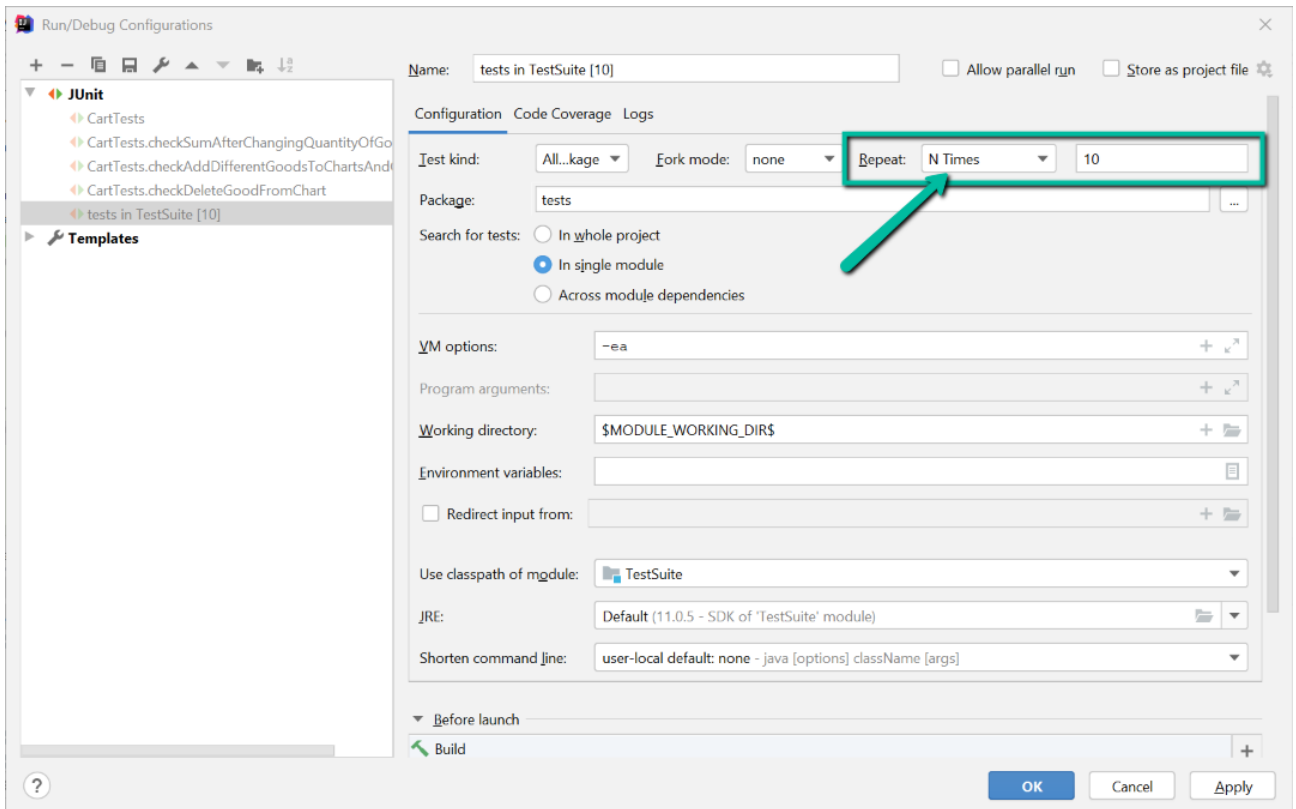 Run/Debug Configurations
Name: tests in TestSuite [10] Allow parallel run Store as project file
JUnit
CartTests
CartTests.checkSumAfterChangingQuantityOfGo
CartTests.checkAddDifferentGoodsToChartsAnd
CartTests.checkDeleteGoodFromChart
tests in TestSuite [10]
Templates
Configuration Code Coverage Logs
Test kind: All...kage Fork mode: none Repeat: N Times 10
Package: tests ...
Search for tests: In whole project
In single module
Across module dependencies
VM options: -ea
Program arguments:
Working directory: $MODULE_WORKING_DIR$
Environment variables:
Redirect input from:
Use classpath of module: TestSuite
JRE: Default (11.0.5 - SDK of 'TestSuite' module)
Shorten command line: user-local default: none - java [options] className [args]
Before launch
Build
? OK Cancel Apply